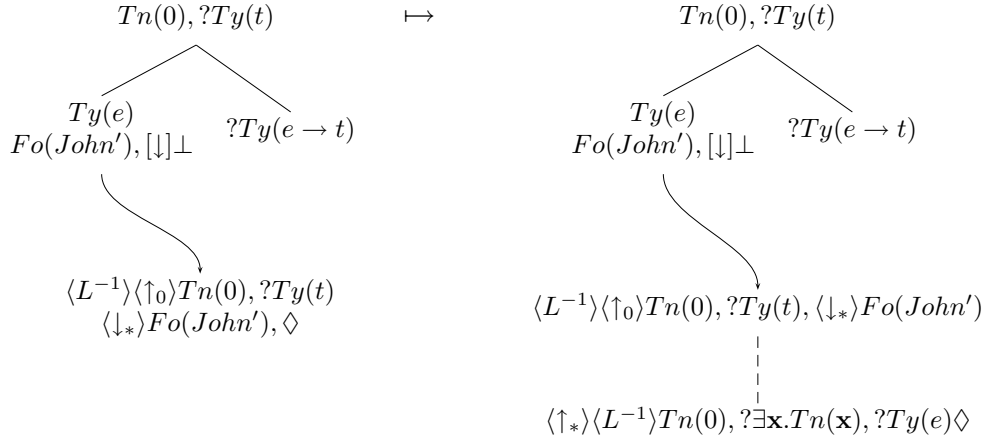 Tn(0), ?Ty(t) ↦ Tn(0), ?Ty(t)
Ty(e) Ty(e)
?Ty(e → t) ?Ty(e → t)
Fo(John′), [↓]⊥ Fo(John′), [↓]⊥
⟨L⁻¹⟩⟨↑₀⟩Tn(0), ?Ty(t) ⟨L⁻¹⟩⟨↑₀⟩Tn(0), ?Ty(t), ⟨↓∗⟩Fo(John′)
⟨↓∗⟩Fo(John′), ♢
⟨↑∗⟩⟨L⁻¹⟩Tn(0), ?∃x.Tn(x), ?Ty(e)♢